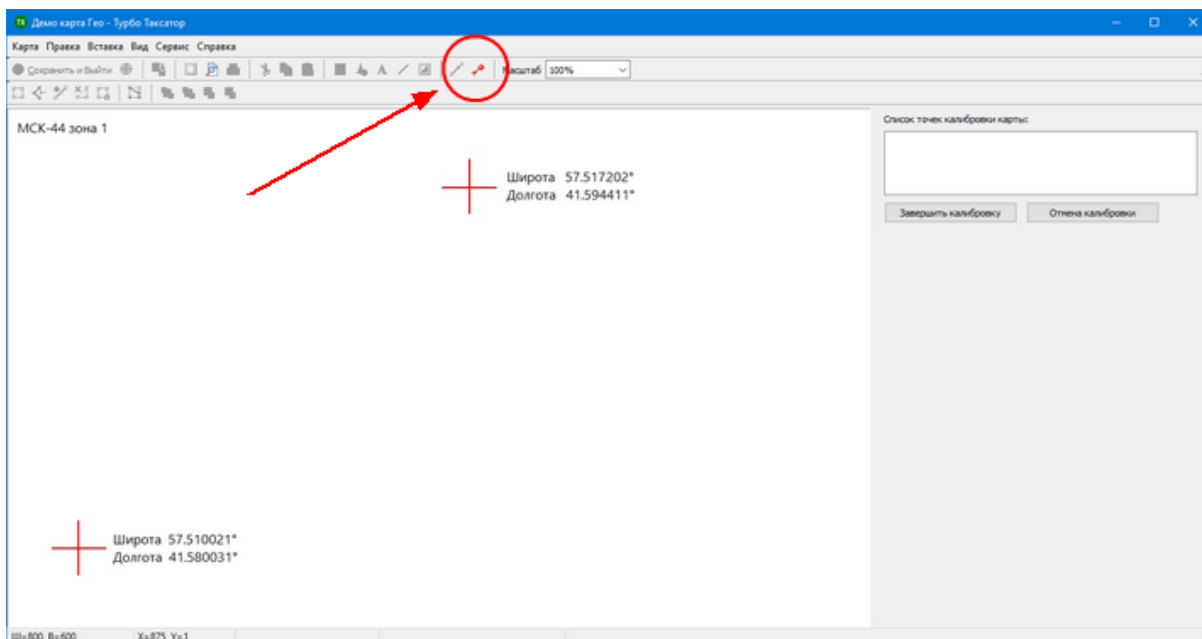 Демо карта Гео - Турбо Таксатор
Карта Правка Вставка Вид Сервис Справка
Сохранить и Выйти Масштаб 100%
МСК-44 зона 1
Список точек калибровки карты:
Широта 57.517202°
Долгота 41.594411°
Завершить калибровку Отмена калибровки
Широта 57.510021°
Долгота 41.580031°
Ш=800, В=600 X=875, Y=1